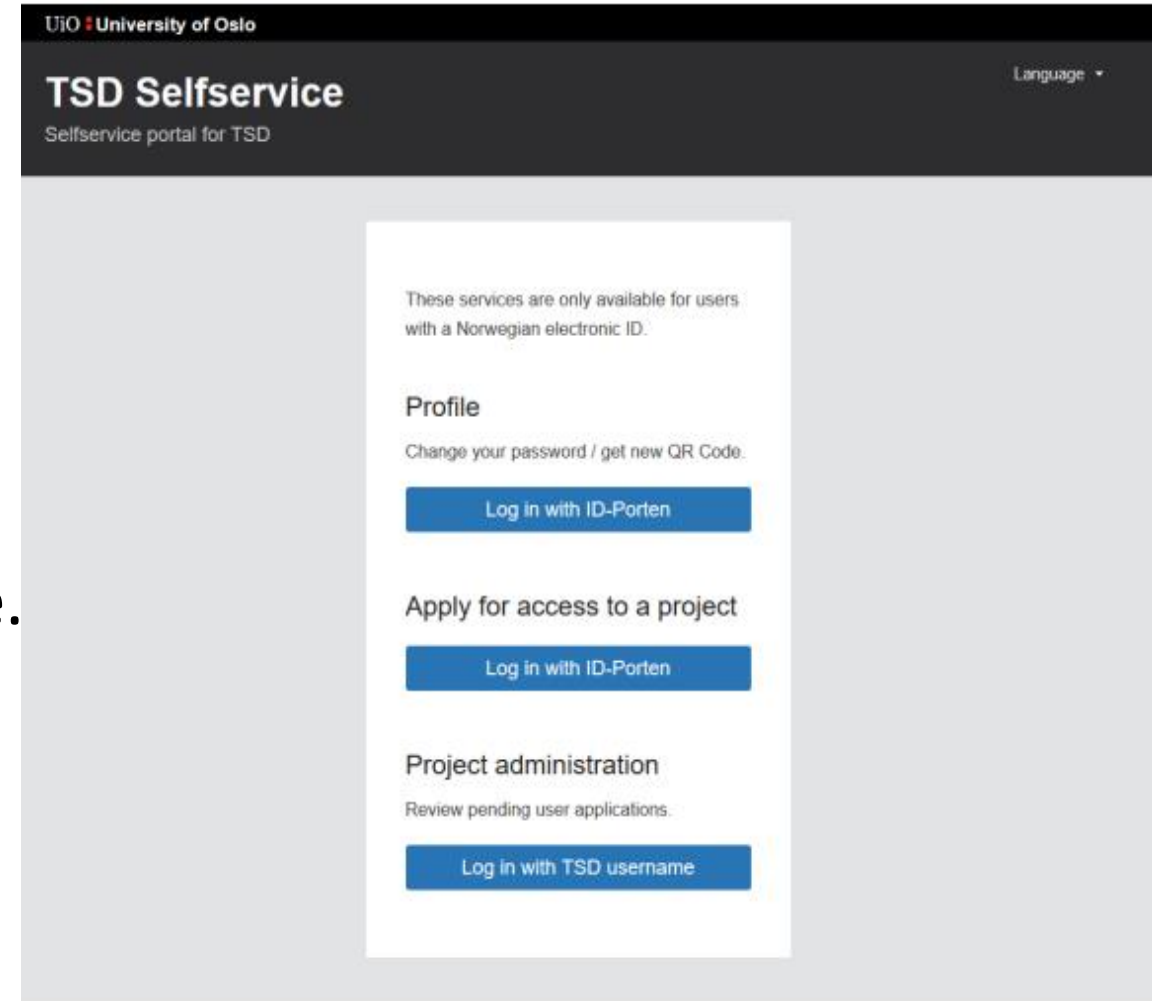 UiO University of Oslo
TSD Selfservice
Language
Selfservice portal for TSD
These services are only available for users
with a Norwegian electronic ID.
Profile
Change your password / get new QR Code.
Log in with ID-Porten
Apply for access to a project
Log in with ID-Porten
Project administration
Review pending user applications.
Log in with TSD username